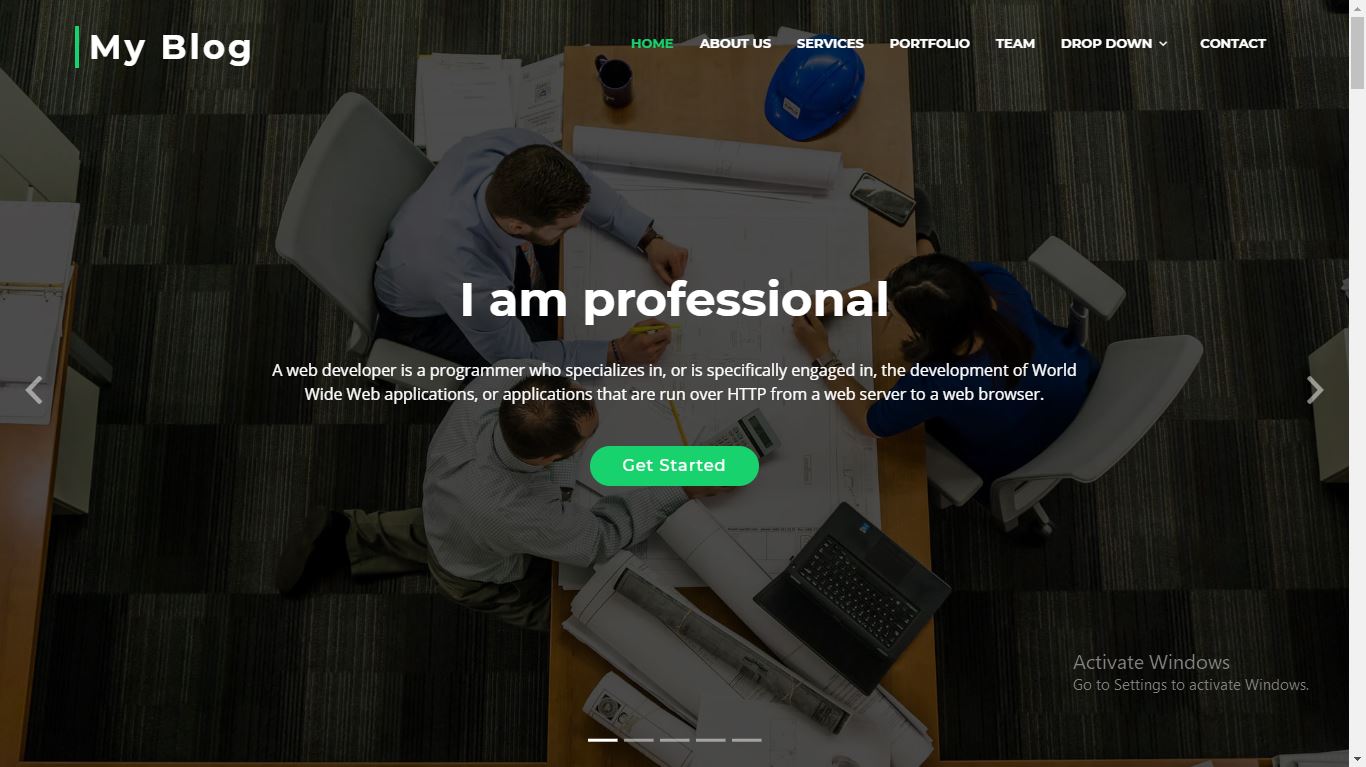 My Blog
HOME ABOUT US SERVICES PORTFOLIO TEAM DROP DOWN CONTACT
I am professional
A web developer is a programmer who specializes in, or is specifically engaged in, the development of World
Wide Web applications, or applications that are run over HTTP from a web server to a web browser.
Get Started
Activate Windows
Go to Settings to activate Windows.